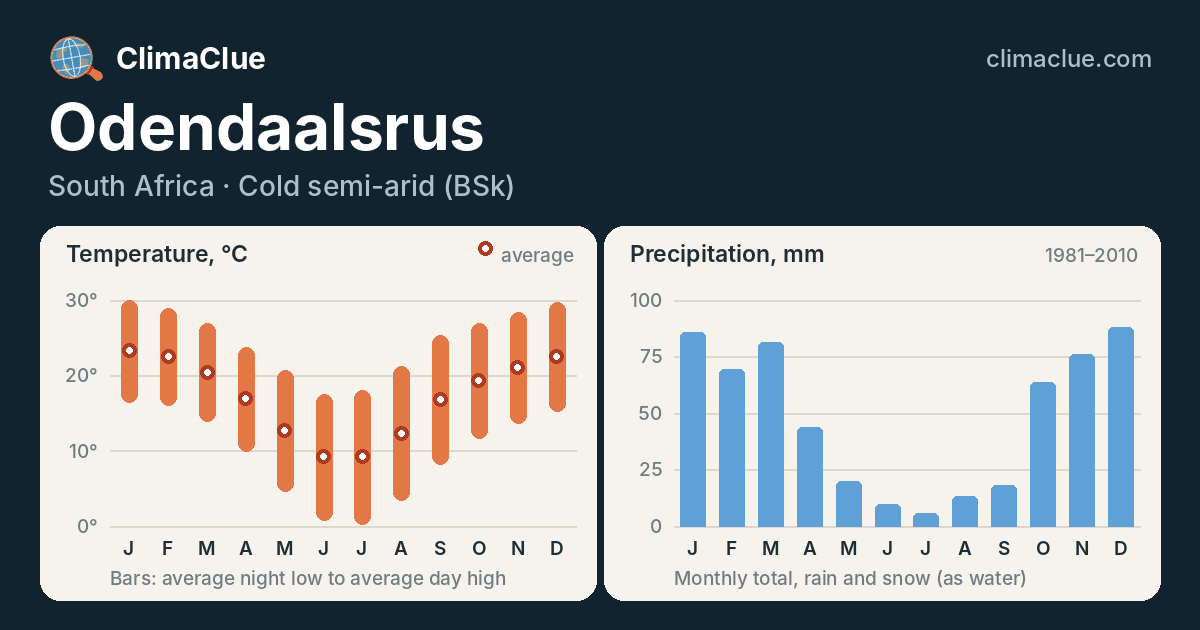 ClimaClue
climaclue.com
Odendaalsrus
South Africa · Cold semi-arid (BSk)
Temperature, °C
average
30°
20°
10°
0°
J F M A M J J A S O N D
Bars: average night low to average day high
Precipitation, mm
1981–2010
100
75
50
25
0
J F M A M J J A S O N D
Monthly total, rain and snow (as water)